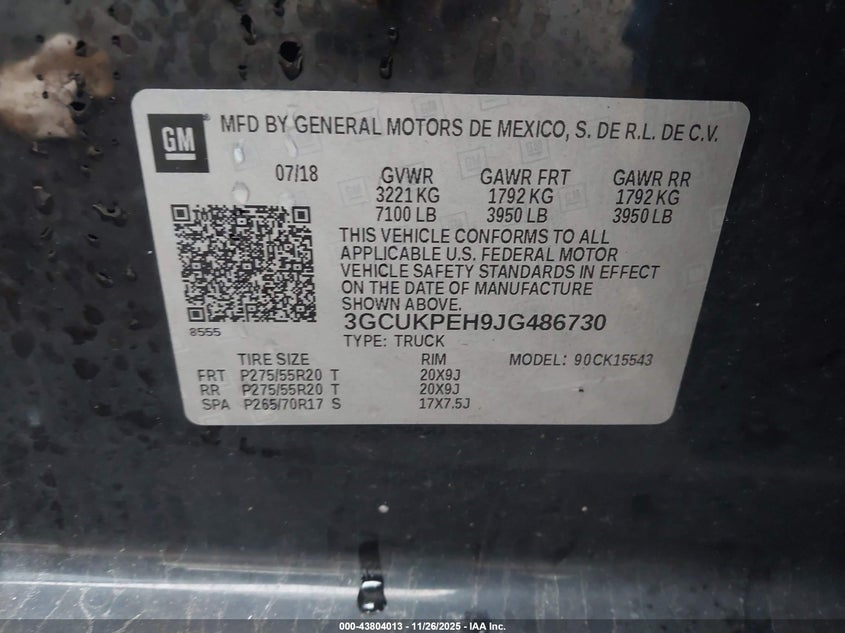 GM MFD BY GENERAL MOTORS DE MEXICO, S. DE R.L. DE C.V.
07/18 GVWR GAWR FRT GAWR RR
3221 KG 1792 KG 1792 KG
7100 LB 3950 LB 3950 LB
THIS VEHICLE CONFORMS TO ALL
APPLICABLE U.S. FEDERAL MOTOR
VEHICLE SAFETY STANDARDS IN EFFECT
ON THE DATE OF MANUFACTURE
SHOWN ABOVE.
8555
3GCUKPEH9JG486730
TYPE: TRUCK
TIRE SIZE RIM MODEL: 90CK15543
FRT P275/55R20 T 20X9J
RR P275/55R20 T 20X9J
SPA P265/70R17 S 17X7.5J
000-43804013 - 11/26/2025 - IAA Inc.